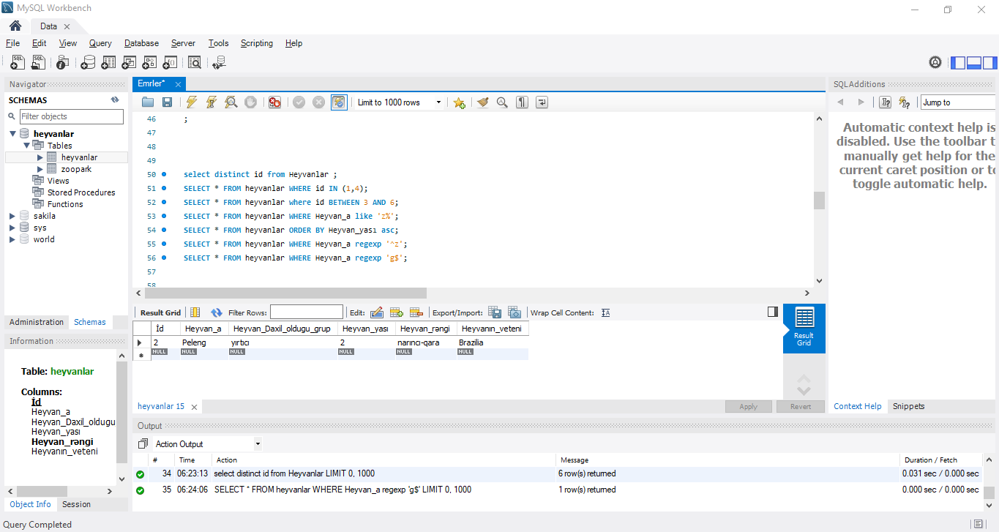 MySQL Workbench
Data
File Edit View Query Database Server Tools Scripting Help
Navigator
SCHEMAS
Filter objects
heyvanlar
Tables
heyvanlar
zoopark
Views
Stored Procedures
Functions
sakila
sys
world
Administration Schemas
Information
Table: heyvanlar
Columns:
İd
Heyvan_a
Heyvan_Daxil_oldugu
Heyvan_yası
Heyvan_rəngi
Heyvanın_veteni
Object Info Session
Emrler*
Limit to 1000 rows
46 ;
47
48
49
50 select distinct id from Heyvanlar ;
51 SELECT * FROM heyvanlar WHERE id IN (1,4);
52 SELECT * FROM heyvanlar where id BETWEEN 3 AND 6;
53 SELECT * FROM heyvanlar WHERE Heyvan_a like 'z%';
54 SELECT * FROM heyvanlar ORDER BY Heyvan_yası asc;
55 SELECT * FROM heyvanlar WHERE Heyvan_a regexp '^z';
56 SELECT * FROM heyvanlar WHERE Heyvan_a regexp 'g$';
57
58
Result Grid Filter Rows: Edit: Export/Import: Wrap Cell Content:
İd Heyvan_a Heyvan_Daxil_oldugu_grup Heyvan_yası Heyvan_rəngi Heyvanın_veteni
2 Peleng yırtıcı 2 narıncı-qara Brazilia
NULL NULL NULL NULL NULL NULL
Result
Grid
heyvanlar 15
Apply Revert
Output
Action Output
# Time Action Message Duration / Fetch
34 06:23:13 select distinct id from Heyvanlar LIMIT 0, 1000 6 row(s) returned 0.031 sec / 0.000 sec
35 06:24:06 SELECT * FROM heyvanlar WHERE Heyvan_a regexp 'g$' LIMIT 0, 1000 1 row(s) returned 0.000 sec / 0.000 sec
SQL Additions
Jump to
Automatic context help is
disabled. Use the toolbar t
manually get help for the
current caret position or to
toggle automatic help.
Context Help Snippets
Query Completed